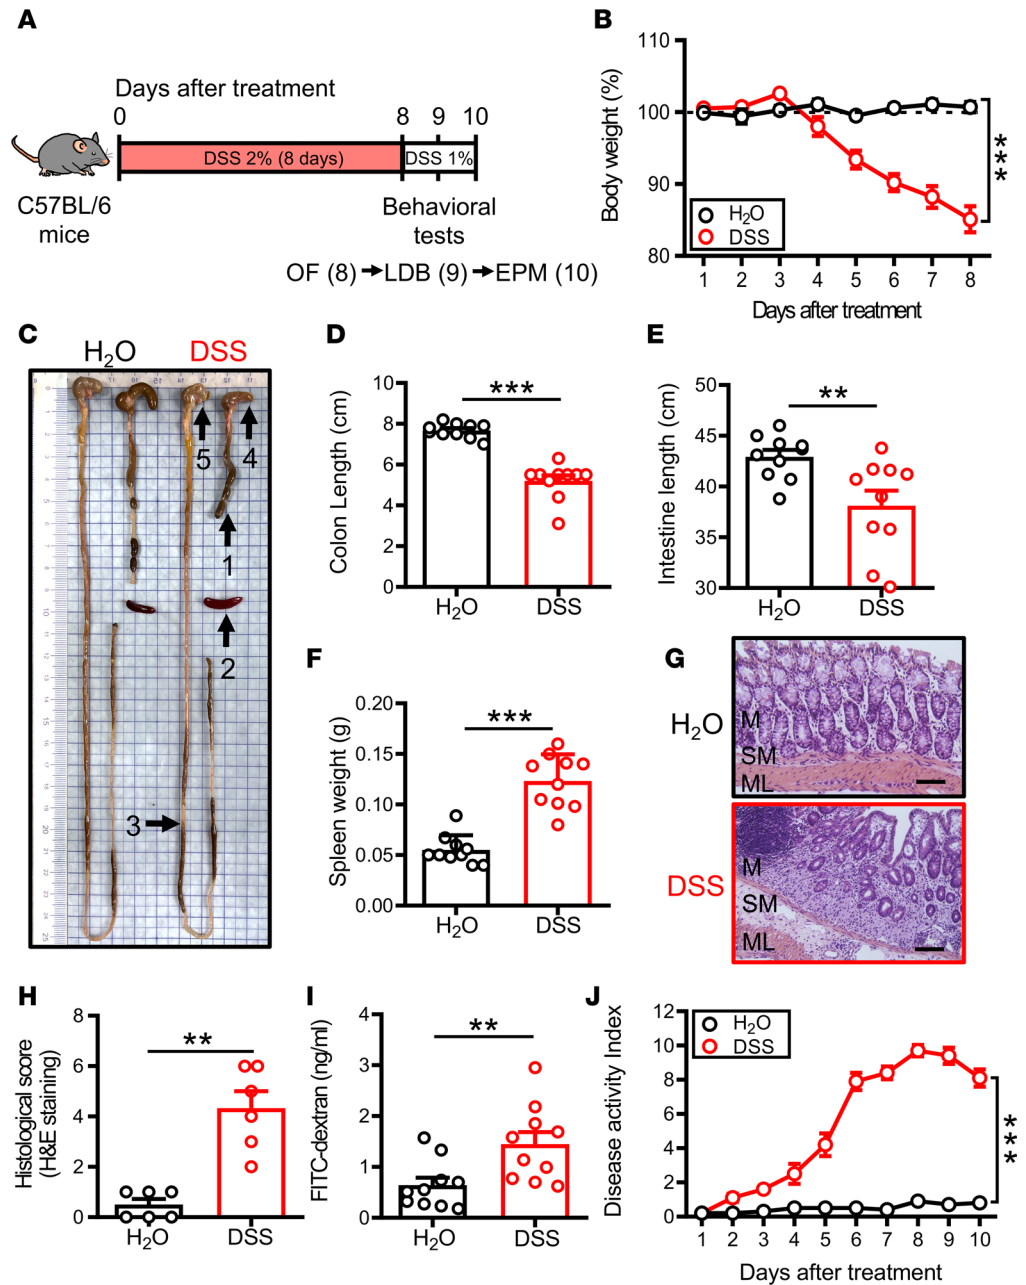 A
Days after treatment
0
8
9
10
DSS 2% (8 days)
DSS 1%
C57BL/6
mice
Behavioral
tests
OF (8) →LDB (9) →EPM (10)
B
Body weight (%)
110
100
90
80
H₂O
DSS
***
1 2 3 4 5 6 7 8
Days after treatment
C
H₂O DSS
5
4
1
2
3
D
Colon Length (cm)
10
8
6
4
2
0
***
H₂O DSS
E
Intestine length (cm)
50
45
40
35
30
**
H₂O DSS
F
Spleen weight (g)
0.20
0.15
0.10
0.05
0.00
***
H₂O DSS
G
H₂O
M
SM
ML
DSS
M
SM
ML
H
Histological score
(H&E staining)
8
6
4
2
0
**
H₂O DSS
I
FITC-dextran (ng/ml)
4
3
2
1
0
**
H₂O DSS
J
Disease activity Index
12
10
8
6
4
2
0
H₂O
DSS
***
1 2 3 4 5 6 7 8 9 10
Days after treatment